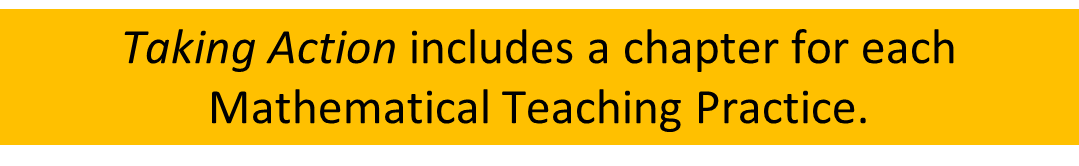 Taking Action includes a chapter for each
Mathematical Teaching Practice.